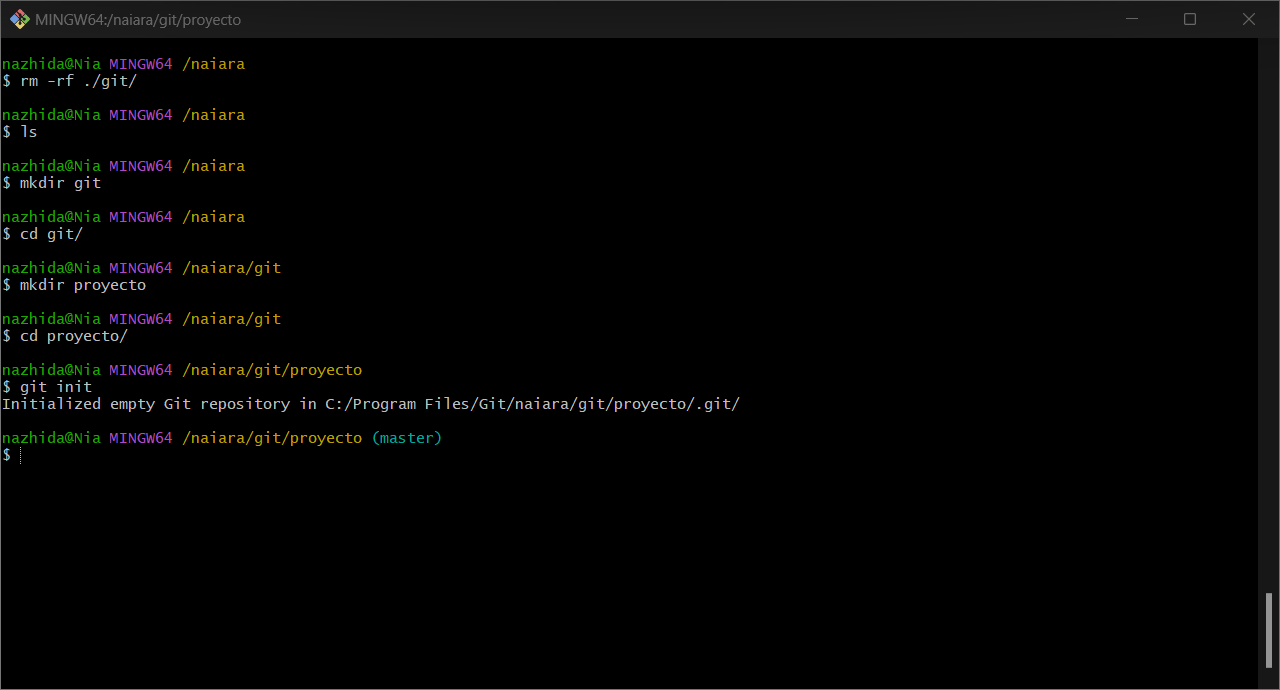 MINGW64:/naiara/git/proyecto
nazhida@Nia MINGW64 /naiara
$ rm -rf ./git/
nazhida@Nia MINGW64 /naiara
$ ls
nazhida@Nia MINGW64 /naiara
$ mkdir git
nazhida@Nia MINGW64 /naiara
$ cd git/
nazhida@Nia MINGW64 /naiara/git
$ mkdir proyecto
nazhida@Nia MINGW64 /naiara/git
$ cd proyecto/
nazhida@Nia MINGW64 /naiara/git/proyecto
$ git init
Initialized empty Git repository in C:/Program Files/Git/naiara/git/proyecto/.git/
nazhida@Nia MINGW64 /naiara/git/proyecto (master)
$